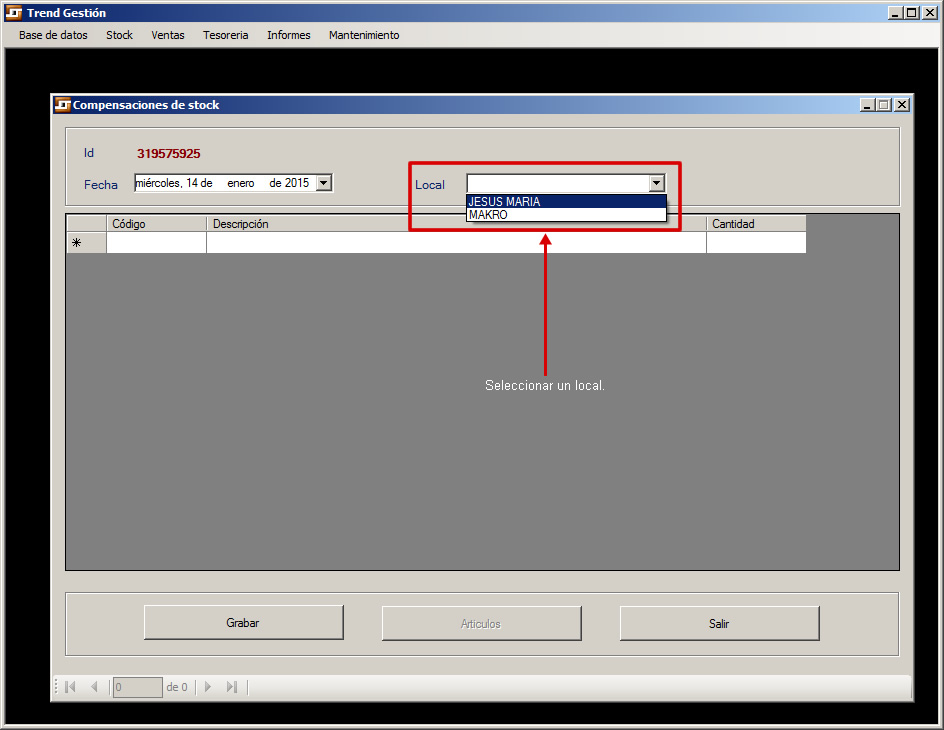 Trend Gestión
Base de datos Stock Ventas Tesoreria Informes Mantenimiento
Compensaciones de stock
Id 319575925
Fecha miércoles, 14 de enero de 2015 Local
JESUS MARIA
MAKRO
Código Descripción Cantidad
Seleccionar un local.
Grabar Articulos Salir
0 de 0